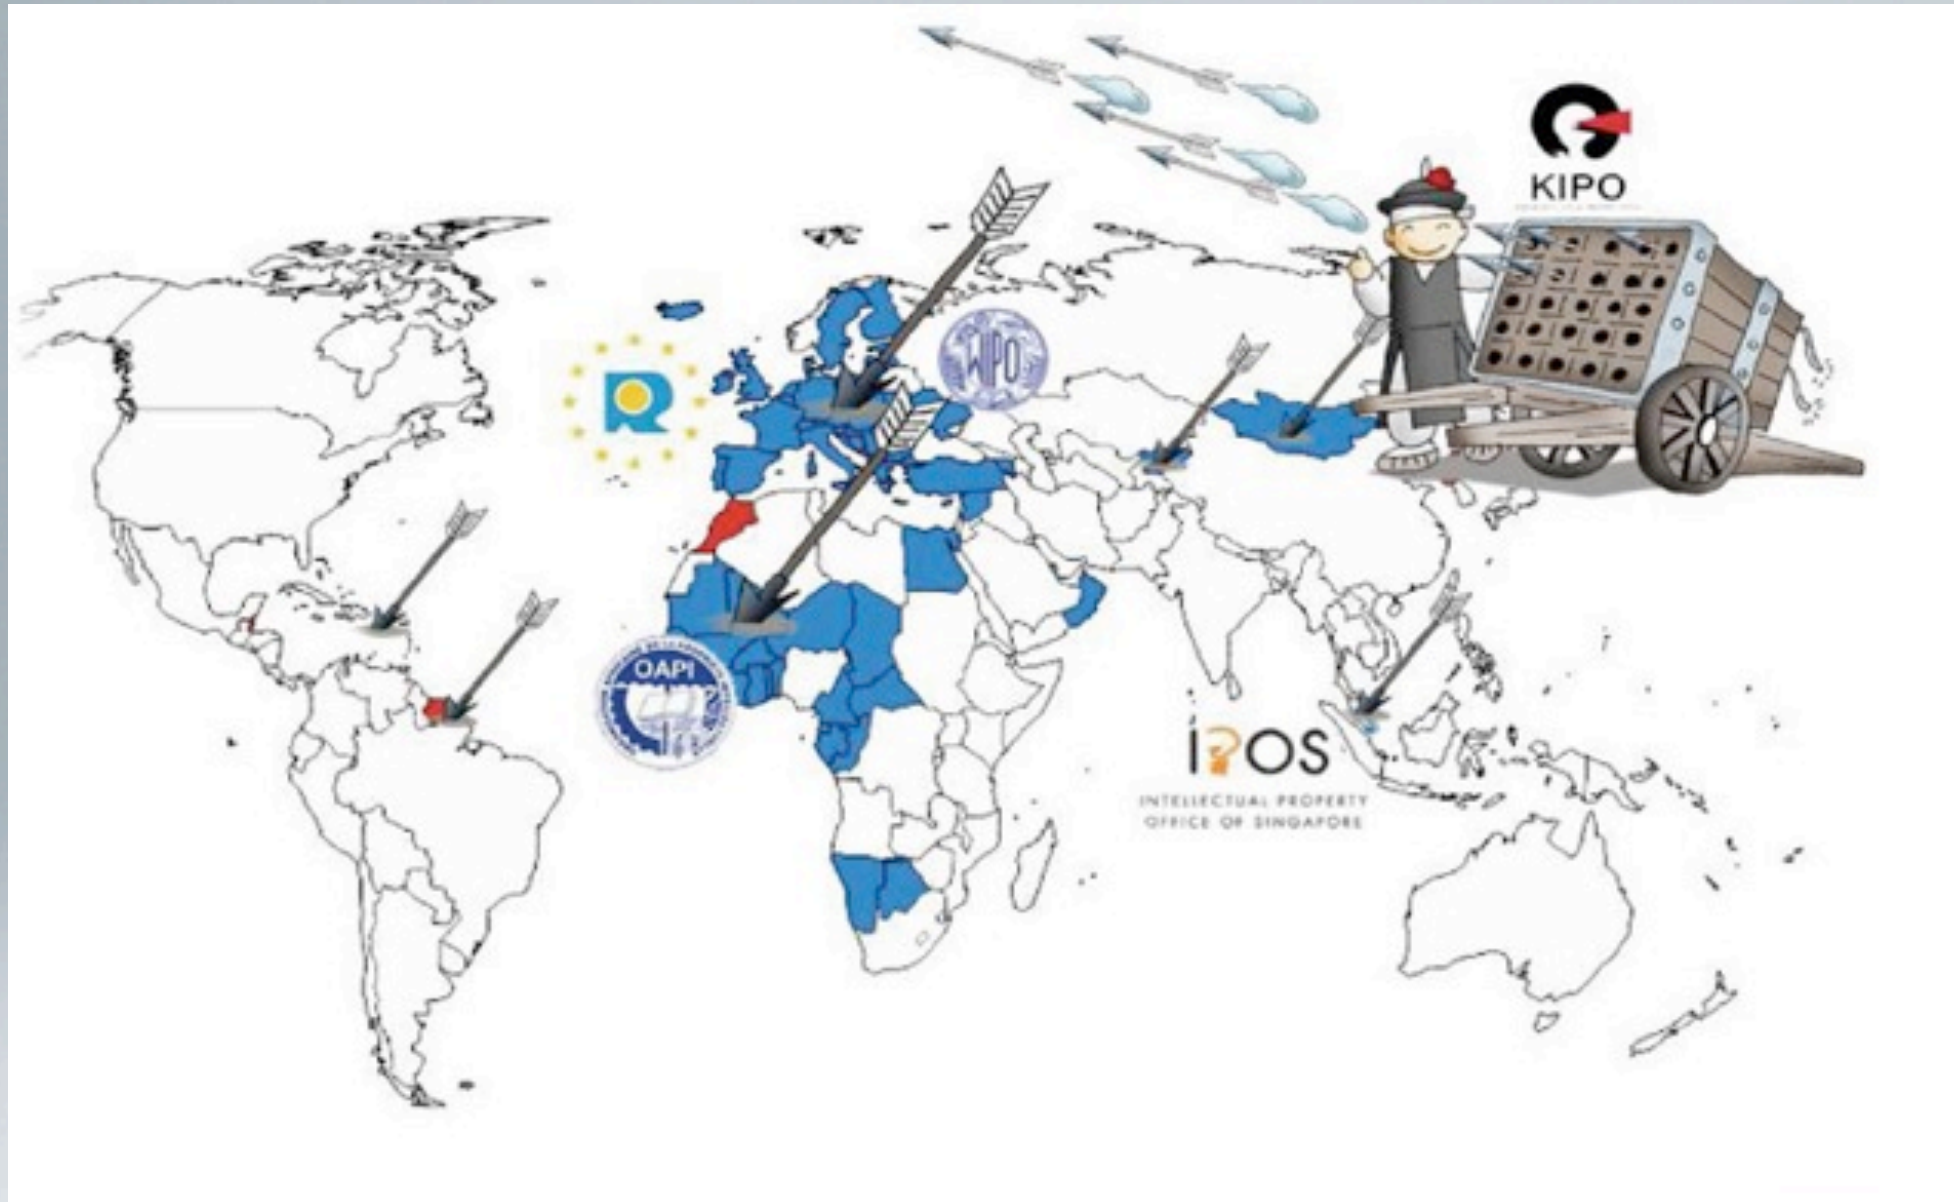 KIPO
WIPO
OAPI
IPOS
INTELLECTUAL PROPERTY
OFFICE OF SINGAPORE